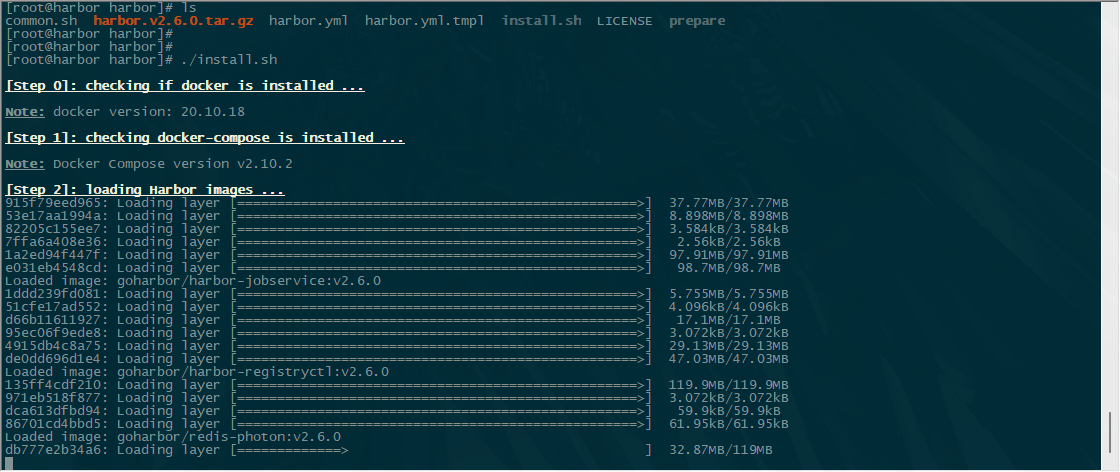 [root@harbor harbor]# ls
common.sh  harbor.v2.6.0.tar.gz  harbor.yml  harbor.yml.tmpl  install.sh  LICENSE  prepare
[root@harbor harbor]#
[root@harbor harbor]#
[root@harbor harbor]# ./install.sh
[Step 0]: checking if docker is installed ...
Note: docker version: 20.10.18
[Step 1]: checking docker-compose is installed ...
Note: Docker Compose version v2.10.2
[Step 2]: loading Harbor images ...
915f79eed965: Loading layer [==================================================>]  37.77MB/37.77MB
53e17aa1994a: Loading layer [==================================================>]  8.898MB/8.898MB
82205c155ee7: Loading layer [==================================================>]  3.584kB/3.584kB
7ffa6a408e36: Loading layer [==================================================>]   2.56kB/2.56kB
1a2ed94f447f: Loading layer [==================================================>]  97.91MB/97.91MB
e031eb4548cd: Loading layer [==================================================>]   98.7MB/98.7MB
Loaded image: goharbor/harbor-jobservice:v2.6.0
1ddd239fd081: Loading layer [==================================================>]  5.755MB/5.755MB
51cfe17ad552: Loading layer [==================================================>]  4.096kB/4.096kB
d66b11611927: Loading layer [==================================================>]   17.1MB/17.1MB
95ec06f9ede8: Loading layer [==================================================>]  3.072kB/3.072kB
4915db4c8a75: Loading layer [==================================================>]  29.13MB/29.13MB
de0dd696d1e4: Loading layer [==================================================>]  47.03MB/47.03MB
Loaded image: goharbor/harbor-registryctl:v2.6.0
135ff4cdf210: Loading layer [==================================================>]  119.9MB/119.9MB
971eb518f877: Loading layer [==================================================>]  3.072kB/3.072kB
dca613dfbd94: Loading layer [==================================================>]   59.9kB/59.9kB
86701cd4bbd5: Loading layer [==================================================>]  61.95kB/61.95kB
Loaded image: goharbor/redis-photon:v2.6.0
db777e2b34a6: Loading layer [=============>                                     ]  32.87MB/119MB